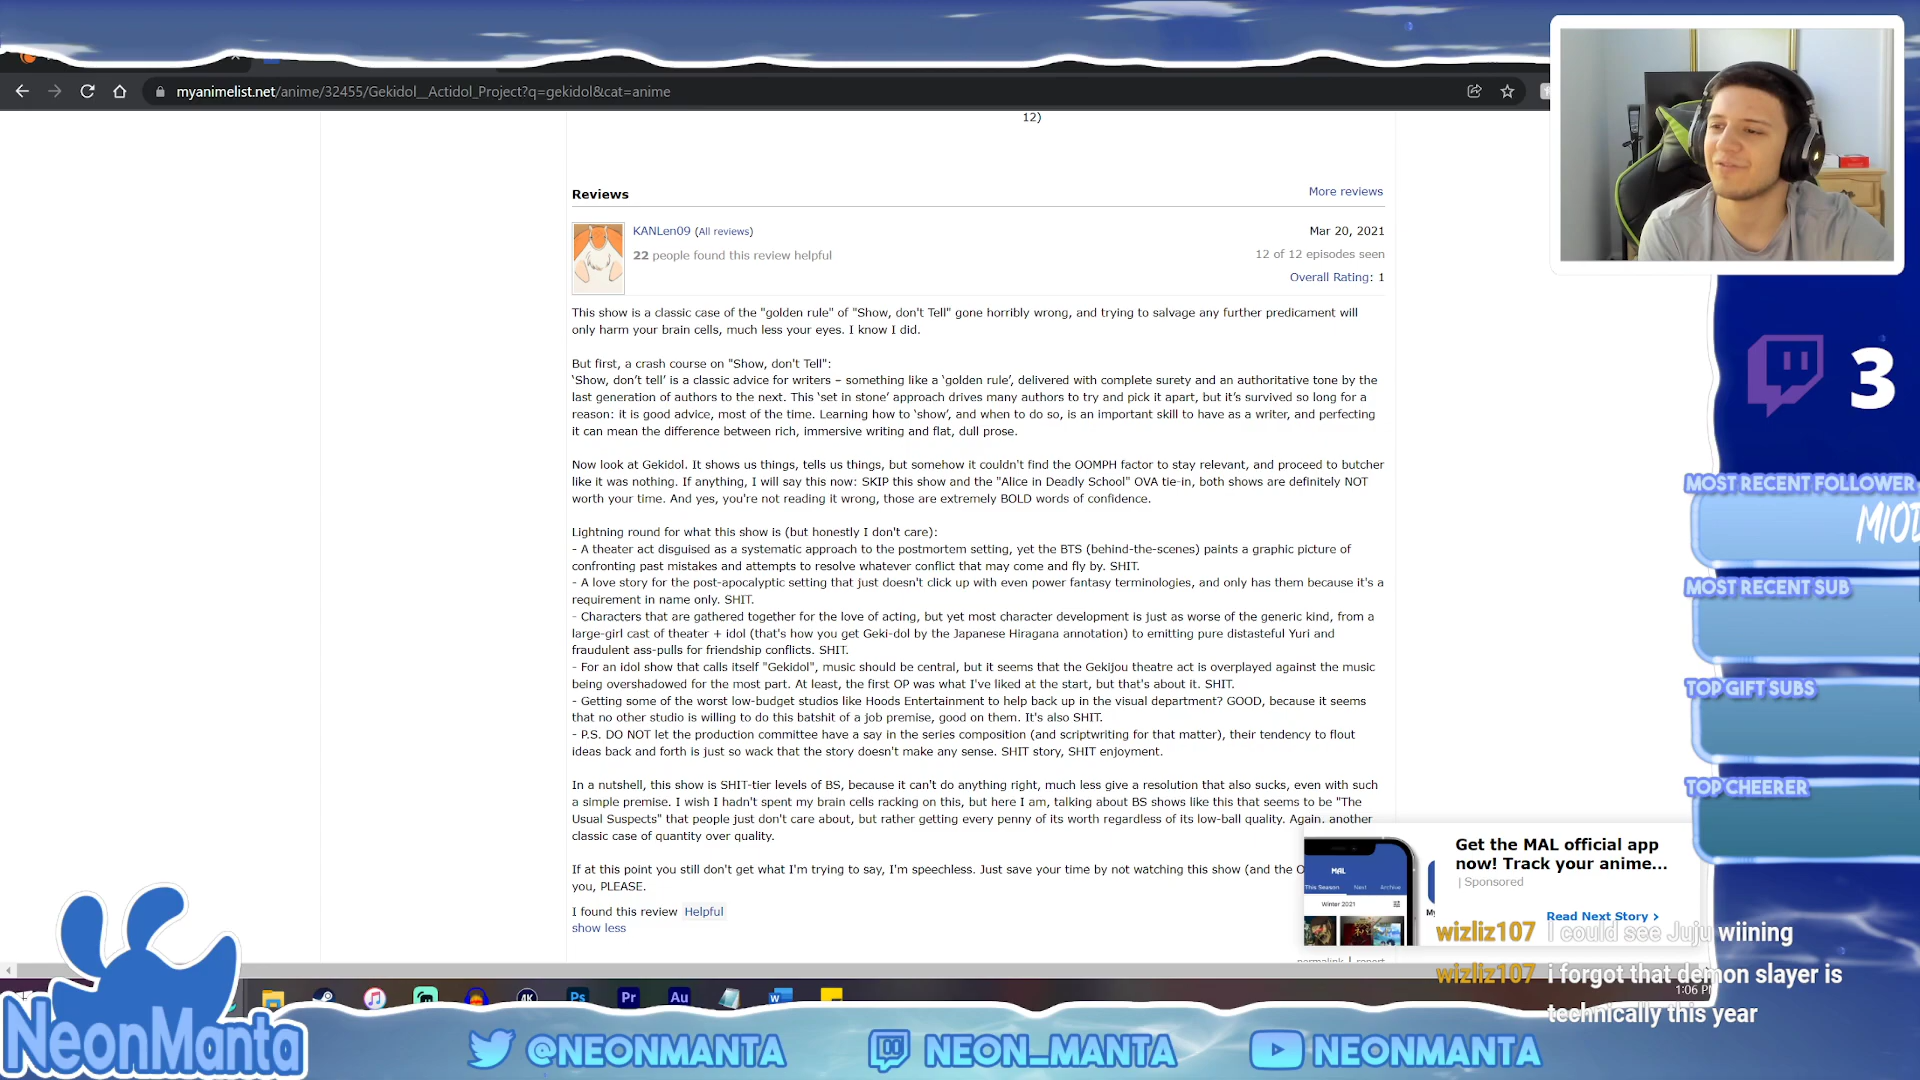 myanimelist.net/anime/32455/Gekidol__Actidol_Project?q=gekidol&cat=anime
12)
Reviews
More reviews
KANLen09 (All reviews)
Mar 20, 2021
22 people found this review helpful
12 of 12 episodes seen
Overall Rating: 1
This show is a classic case of the "golden rule" of "Show, don't Tell" gone horribly wrong, and trying to salvage any further predicament will
only harm your brain cells, much less your eyes. I know I did.
But first, a crash course on "Show, don't Tell":
‘Show, don’t tell’ is a classic advice for writers – something like a ‘golden rule’, delivered with complete surety and an authoritative tone by the
last generation of authors to the next. This ‘set in stone’ approach drives many authors to try and pick it apart, but it’s survived so long for a
reason: it is good advice, most of the time. Learning how to ‘show’, and when to do so, is an important skill to have as a writer, and perfecting
it can mean the difference between rich, immersive writing and flat, dull prose.
Now look at Gekidol. It shows us things, tells us things, but somehow it couldn't find the OOMPH factor to stay relevant, and proceed to butcher
like it was nothing. If anything, I will say this now: SKIP this show and the "Alice in Deadly School" OVA tie-in, both shows are definitely NOT
worth your time. And yes, you're not reading it wrong, those are extremely BOLD words of confidence.
Lightning round for what this show is (but honestly I don't care):
- A theater act disguised as a systematic approach to the postmortem setting, yet the BTS (behind-the-scenes) paints a graphic picture of
confronting past mistakes and attempts to resolve whatever conflict that may come and fly by. SHIT.
- A love story for the post-apocalyptic setting that just doesn't click up with even power fantasy terminologies, and only has them because it's a
requirement in name only. SHIT.
- Characters that are gathered together for the love of acting, but yet most character development is just as worse of the generic kind, from a
large-girl cast of theater + idol (that's how you get Geki-dol by the Japanese Hiragana annotation) to emitting pure distasteful Yuri and
fraudulent ass-pulls for friendship conflicts. SHIT.
- For an idol show that calls itself "Gekidol", music should be central, but it seems that the Gekijou theatre act is overplayed against the music
being overshadowed for the most part. At least, the first OP was what I've liked at the start, but that's about it. SHIT.
- Getting some of the worst low-budget studios like Hoods Entertainment to help back up in the visual department? GOOD, because it seems
that no other studio is willing to do this batshit of a job premise, good on them. It's also SHIT.
- P.S. DO NOT let the production committee have a say in the series composition (and scriptwriting for that matter), their tendency to flout
ideas back and forth is just so wack that the story doesn't make any sense. SHIT story, SHIT enjoyment.
In a nutshell, this show is SHIT-tier levels of BS, because it can't do anything right, much less give a resolution that also sucks, even with such
a simple premise. I wish I hadn't spent my brain cells racking on this, but here I am, talking about BS shows like this that seems to be "The
Usual Suspects" that people just don't care about, but rather getting every penny of its worth regardless of its low-ball quality. Again, another
classic case of quantity over quality.
If at this point you still don't get what I'm trying to say, I'm speechless. Just save your time by not watching this show (and the O
you, PLEASE.
I found this review Helpful
show less
permalink | report
Get the MAL official app
now! Track your anime...
| Sponsored
Read Next Story >
MAL
This Season Next Archive
Winter 2021
My
3
MOST RECENT FOLLOWER
MIOD
MOST RECENT SUB
TOP GIFT SUBS
TOP CHEERER
wizliz107 I could see Juju wiining
wizliz107 i forgot that demon slayer is
technically this year
1:06 PM
4K
Ps
Pr
Au
W
NeonManta
@NEONMANTA
NEON_MANTA
NEONMANTA